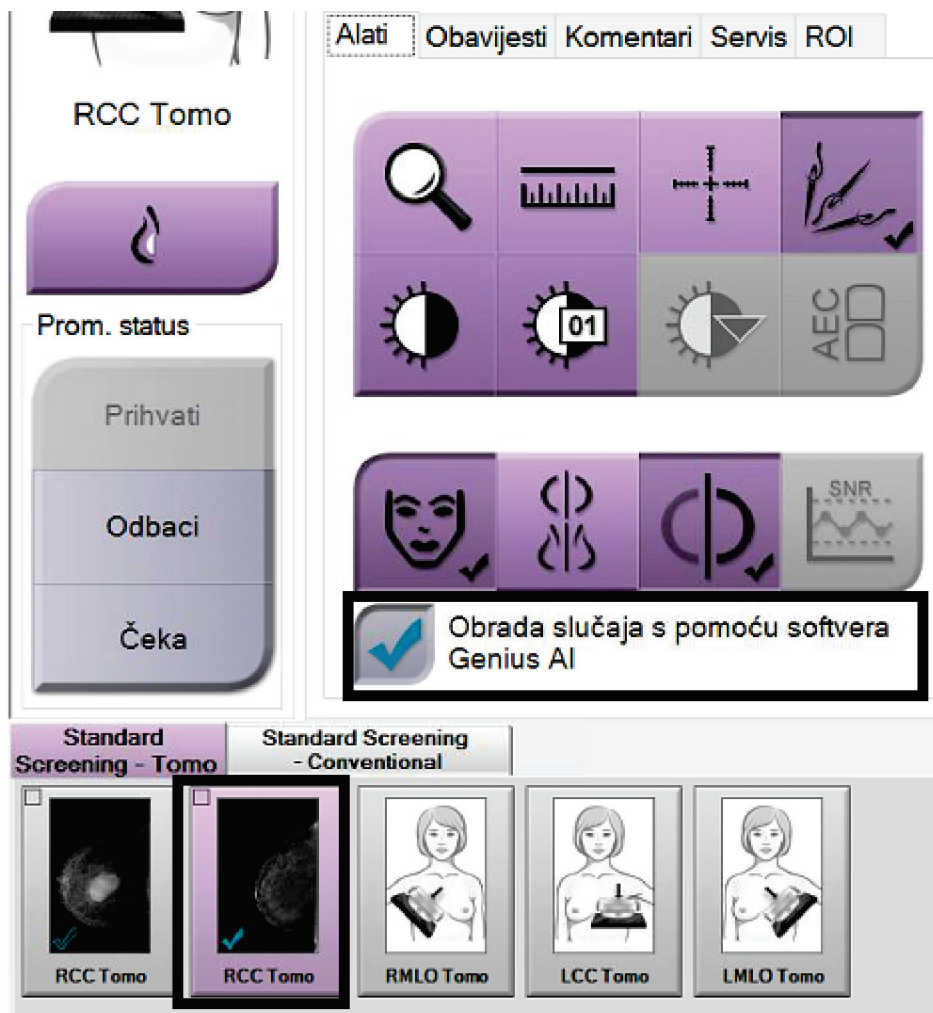 RCC Tomo
Prom. status
Prihvati
Odbaci
Čeka
Alati Obavijesti Komentari Servis ROI
01
AEC
SNR
Obrada slučaja s pomoću softvera
Genius AI
Standard
Screening - Tomo
Standard Screening
- Conventional
RCC Tomo
RCC Tomo
RMLO Tomo
LCC Tomo
LMLO Tomo